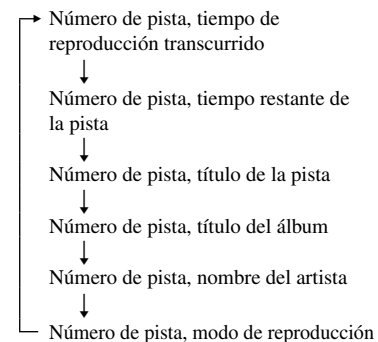 Número de pista, tiempo de
reproducción transcurrido
Número de pista, tiempo restante de
la pista
Número de pista, título de la pista
Número de pista, título del álbum
Número de pista, nombre del artista
Número de pista, modo de reproducción